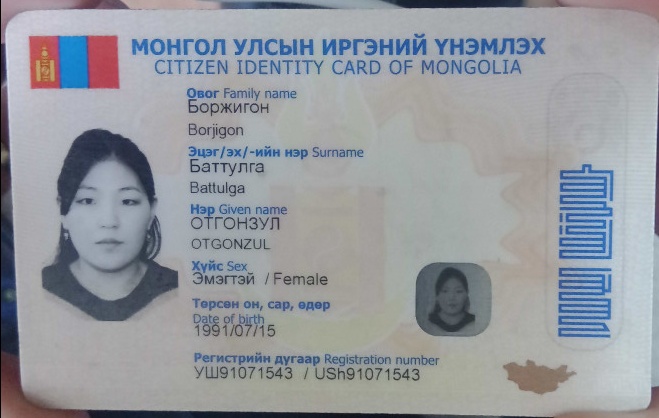 МОНГОЛ УЛСЫН ИРГЭНИЙ ҮНЭМЛЭХ
CITIZEN IDENTITY CARD OF MONGOLIA
Овог Family name
Боржигон
Borjigon
Эцэг/эх/-ийн нэр Surname
Баттулга
Battulga
Нэр Given name
ОТГОНЗУЛ
OTGONZUL
Хүйс Sex
Эмэгтэй / Female
Төрсөн он, сар, өдөр
Date of birth
1991/07/15
Регистрийн дугаар Registration number
УШ91071543 / USh91071543